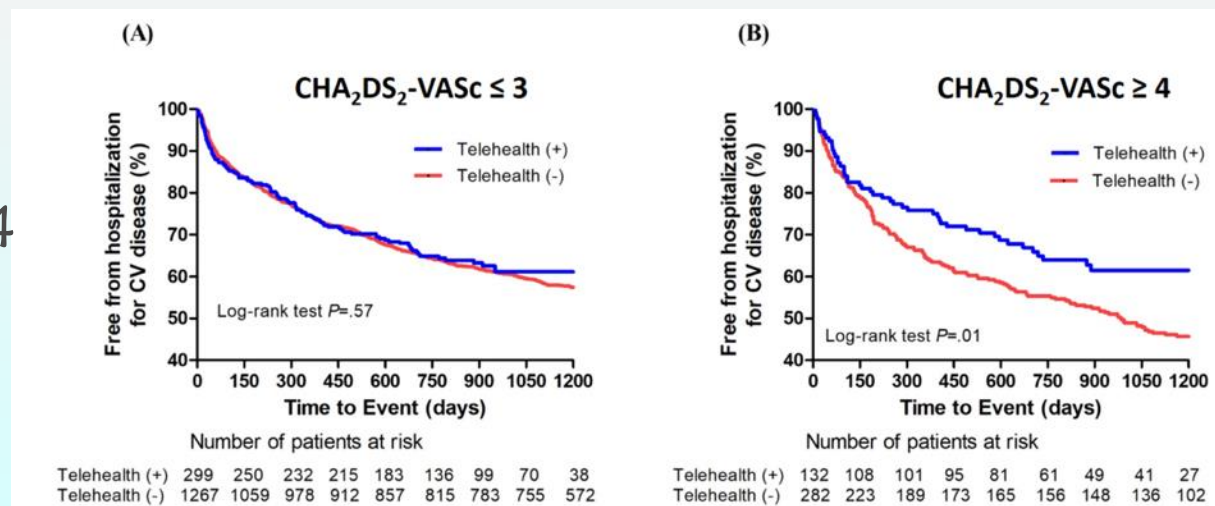 4
(A)
CHA₂DS₂-VASc ≤ 3
Free from hospitalization
for CV disease (%)
100
90
80
70
60
50
40
Telehealth (+)
Telehealth (-)
Log-rank test P=.57
0 150 300 450 600 750 900 1050 1200
Time to Event (days)
Number of patients at risk
Telehealth (+) 299 250 232 215 183 136 99 70 38
Telehealth (-) 1267 1059 978 912 857 815 783 755 572
(B)
CHA₂DS₂-VASc ≥ 4
Free from hospitalization
for CV disease (%)
100
90
80
70
60
50
40
Telehealth (+)
Telehealth (-)
Log-rank test P=.01
0 150 300 450 600 750 900 1050 1200
Time to Event (days)
Number of patients at risk
Telehealth (+) 132 108 101 95 81 61 49 41 27
Telehealth (-) 282 223 189 173 165 156 148 136 102